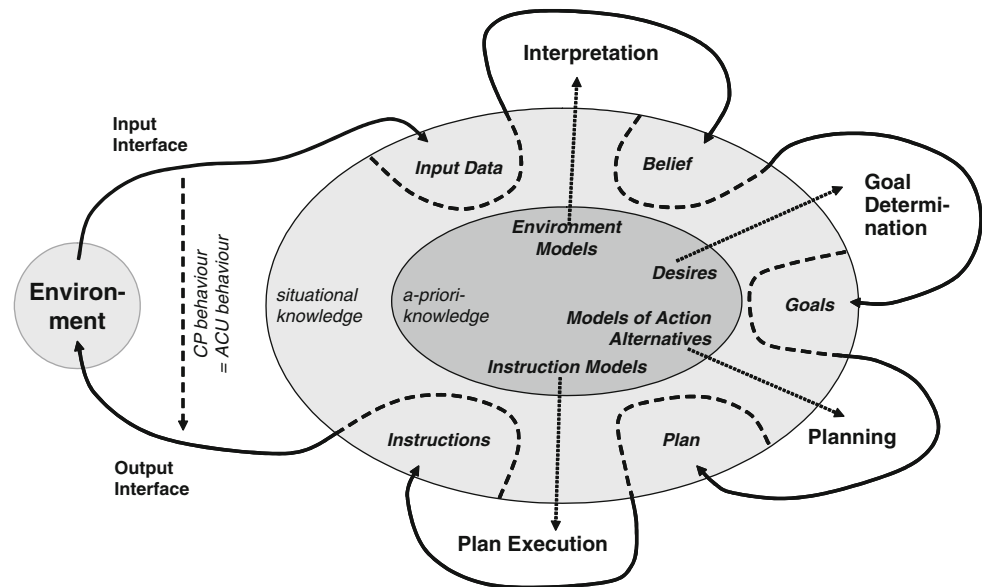 Interpretation
Input
Interface
Input Data
Belief
Goal
Determi-
nation
Environment
Models
Desires
Environ-
ment
CP behaviour
= ACU behaviour
situational
knowledge
a-priori-
knowledge
Goals
Models of Action
Alternatives
Instruction Models
Instructions
Plan
Planning
Output
Interface
Plan Execution